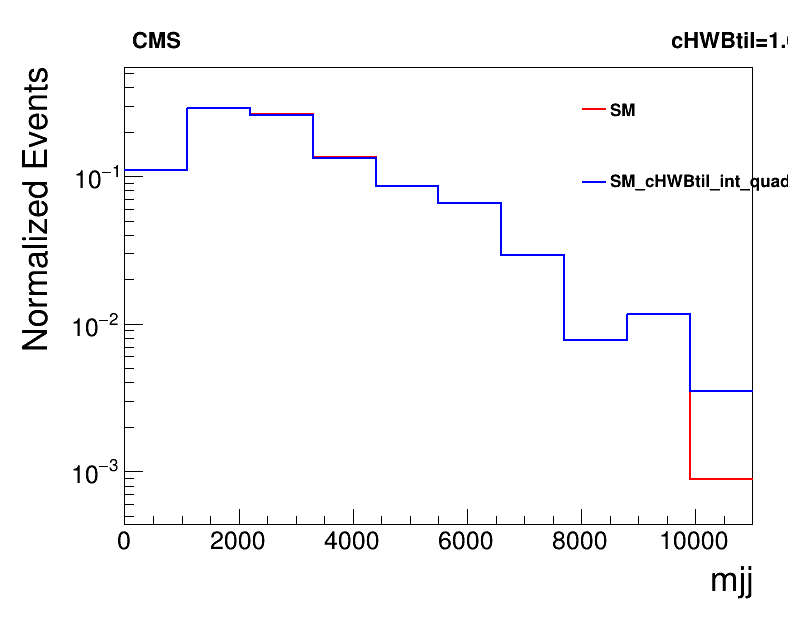 CMS
cHWBtil=1.
Normalized Events
SM
SM_cHWBtil_int_quad
10⁻¹
10⁻²
10⁻³
0 2000 4000 6000 8000 10000
mjj